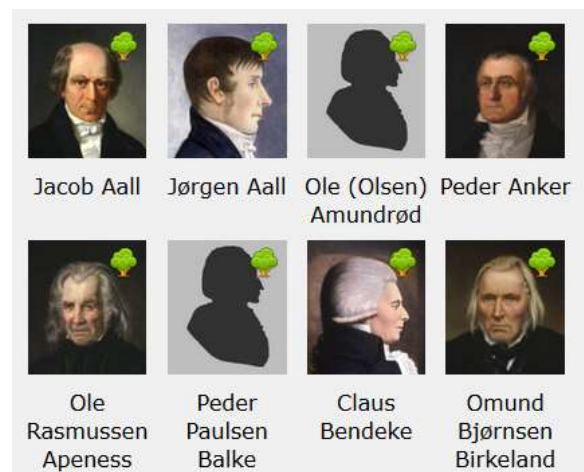 Jacob Aall
Jørgen Aall
Ole (Olsen)
Amundrød
Peder Anker
Ole
Rasmussen
Apeness
Peder
Paulsen
Balke
Claus
Bendeke
Omund
Bjørnsen
Birkeland